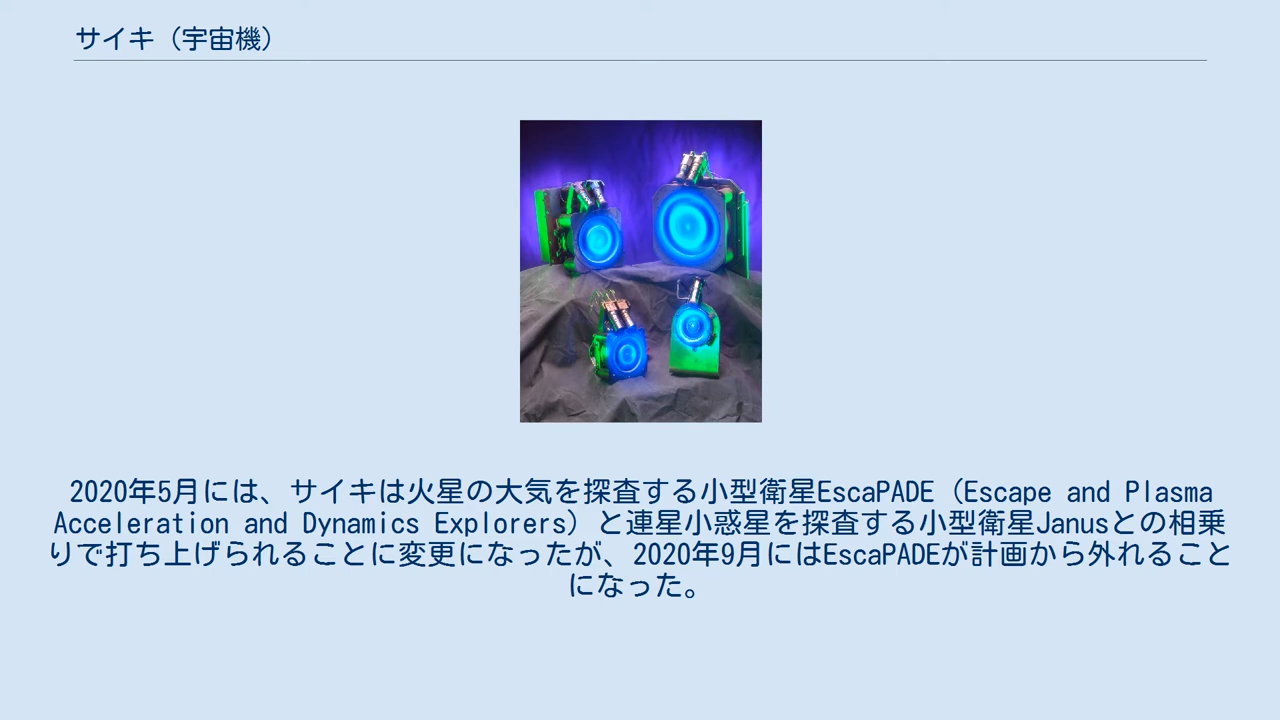 サイキ（宇宙機）
2020年5月には、サイキは火星の大気を探査する小型衛星EscaPADE（Escape and Plasma
Acceleration and Dynamics Explorers）と連星小惑星を探査する小型衛星Janusとの相乗
りで打ち上げられることに変更になったが、2020年9月にはEscaPADEが計画から外れること
になった。